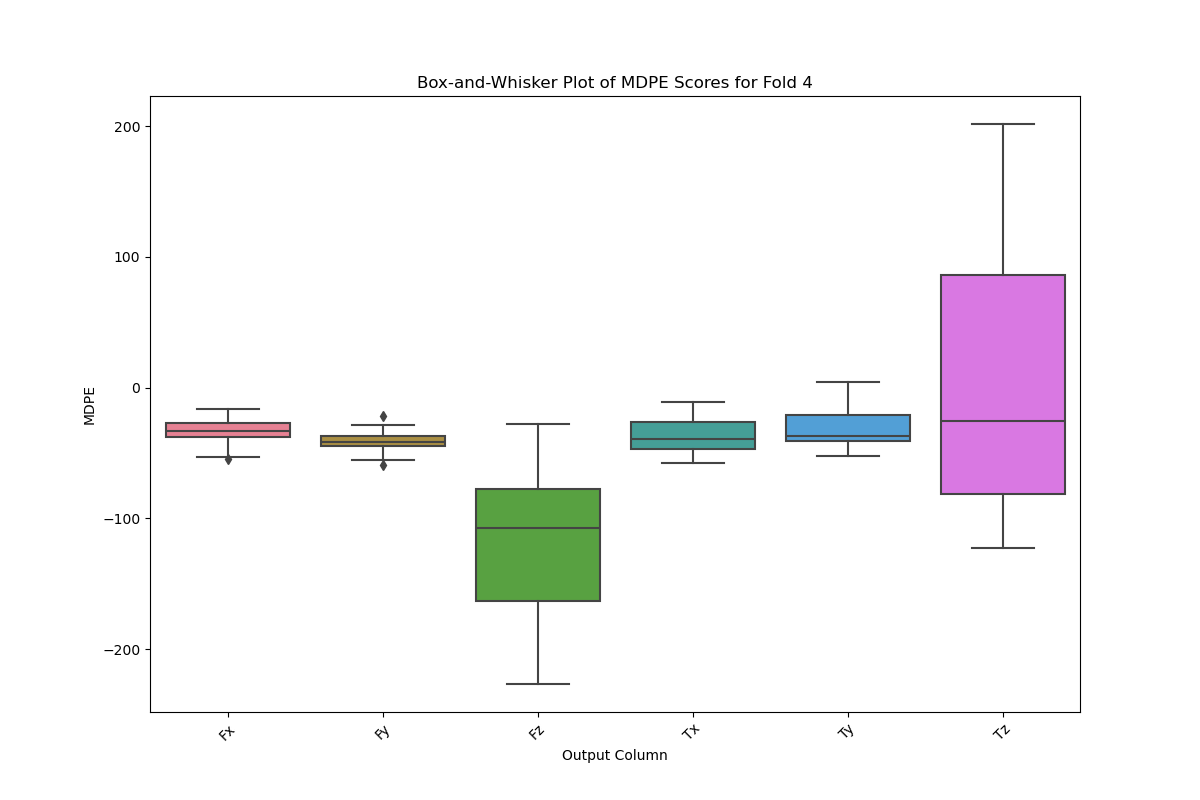 Box-and-Whisker Plot of MDPE Scores for Fold 4
200
100
0
−100
−200
MDPE
Fx
Fy
Fz
Tx
Ty
Tz
Output Column